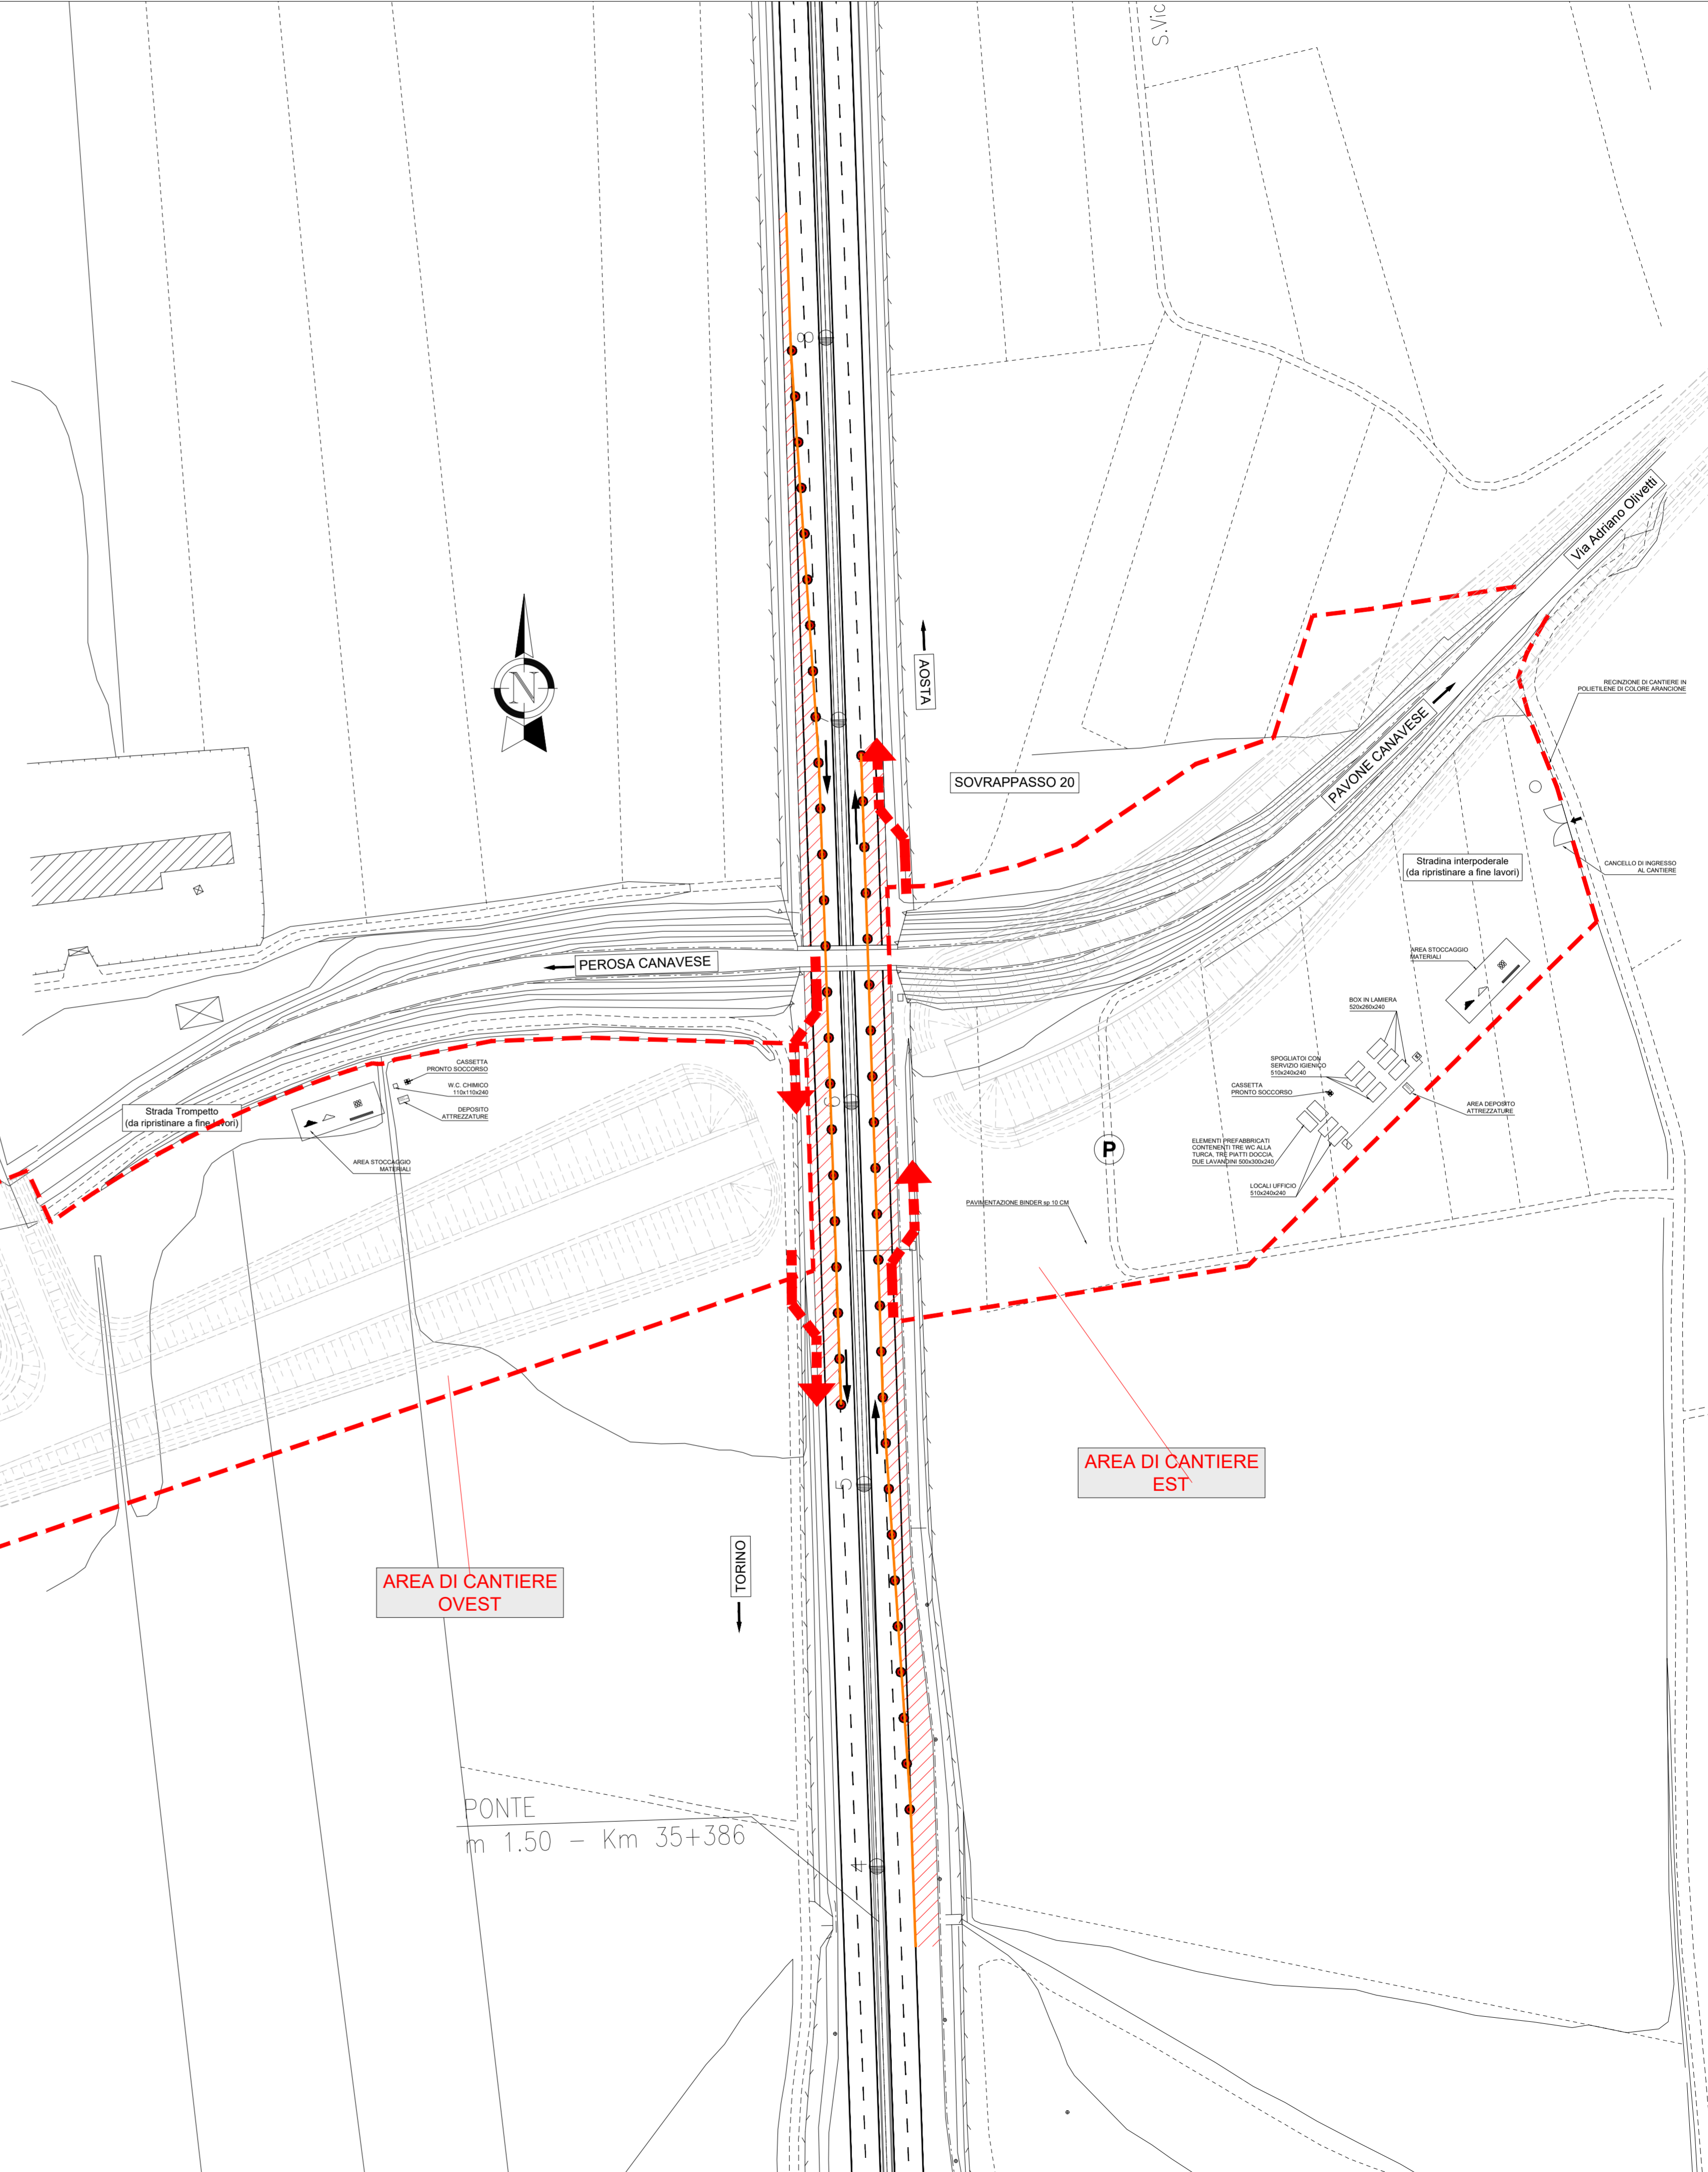 S.Vic
8
N
AOSTA
Via Adriano Olivetti
RECINZIONE DI CANTIERE IN
POLIETILENE DI COLORE ARANCIONE
PAVONE CANAVESE
SOVRAPPASSO 20
Stradina interpoderale
(da ripristinare a fine lavori)
CANCELLO DI INGRESSO
AL CANTIERE
PEROSA CANAVESE
AREA STOCCAGGIO
MATERIALI
BOX IN LAMIERA
520x260x240
SPOGLIATOI CON
SERVIZIO IGIENICO
510x240x240
CASSETTA
PRONTO SOCCORSO
AREA DEPOSITO
ATTREZZATURE
ELEMENTI PREFABBRICATI
CONTENENTI TRE WC ALLA
TURCA, TRE PIATTI DOCCIA,
DUE LAVANDINI 500x300x240
LOCALI UFFICIO
510x240x240
P
PAVIMENTAZIONE BINDER sp 10 CM
CASSETTA
PRONTO SOCCORSO
W.C. CHIMICO
110x110x240
DEPOSITO
ATTREZZATURE
Strada Trompetto
(da ripristinare a fine lavori)
AREA STOCCAGGIO
MATERIALI
6
5
AREA DI CANTIERE
EST
AREA DI CANTIERE
OVEST
TORINO
PONTE
m 1.50 – Km 35+386
4